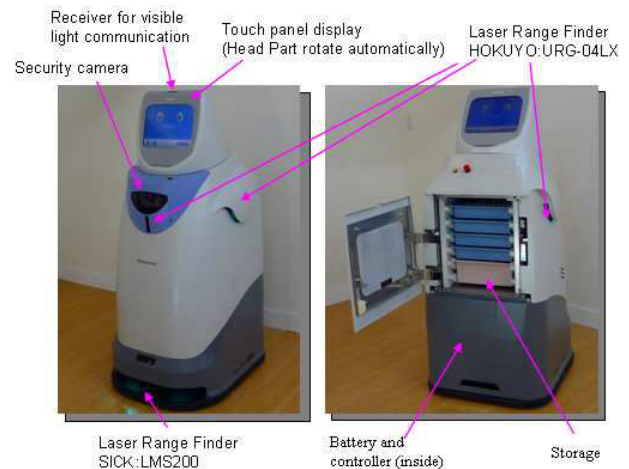 Receiver for visible
light communication
Touch panel display
(Head Part rotate automatically)
Laser Range Finder
HOKUYO:URG-04LX
Security camera
Laser Range Finder
SICK:LMS200
Battery and
controller (inside)
Storage